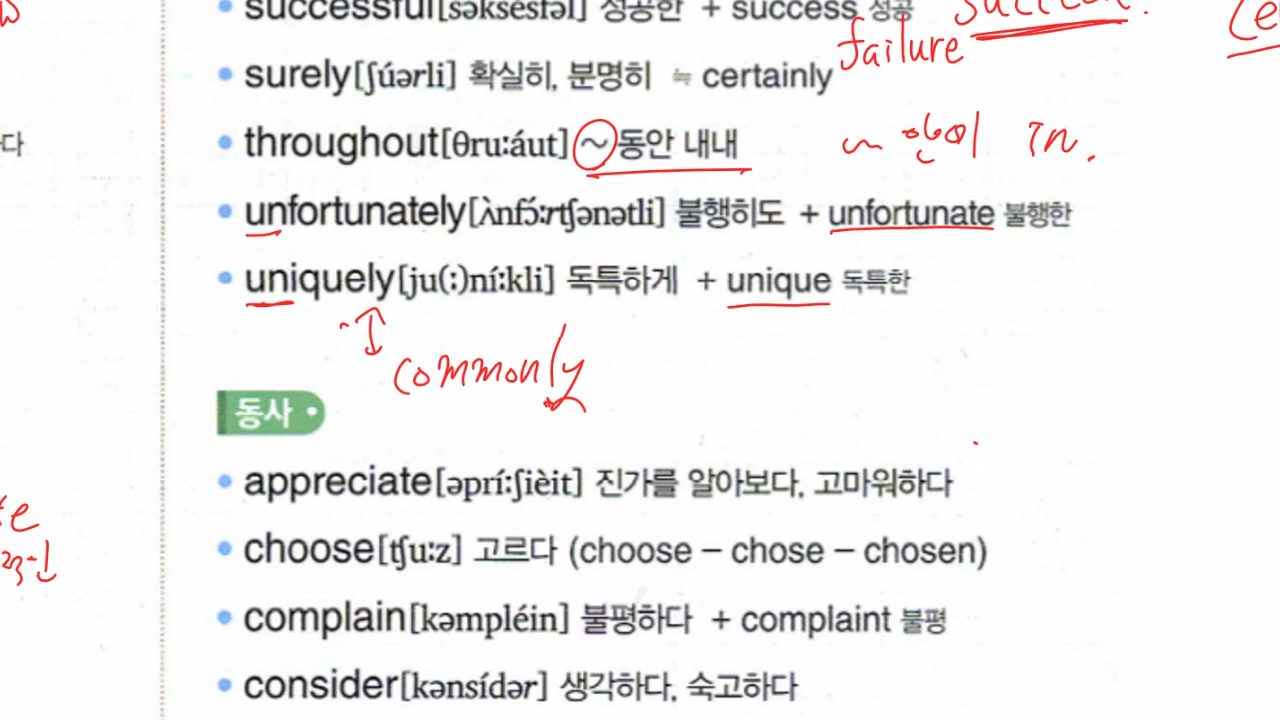 successful[səksésfəl] 성공한 + success 성공
failure
surely[ʃúərli] 확실히, 분명히 ≒ certainly
throughout[θruːáut] ~동안 내내
in.
unfortunately[ʌ̀nfɔ́ːrtʃənətli] 불행히도 + unfortunate 불행한
uniquely[ju(ː)níːkli] 독특하게 + unique 독특한
commonly
동사
appreciate[əpríːʃièit] 진가를 알아보다, 고마워하다
choose[tʃuːz] 고르다 (choose – chose – chosen)
complain[kəmpléin] 불평하다 + complaint 불평
consider[kənsídər] 생각하다, 숙고하다